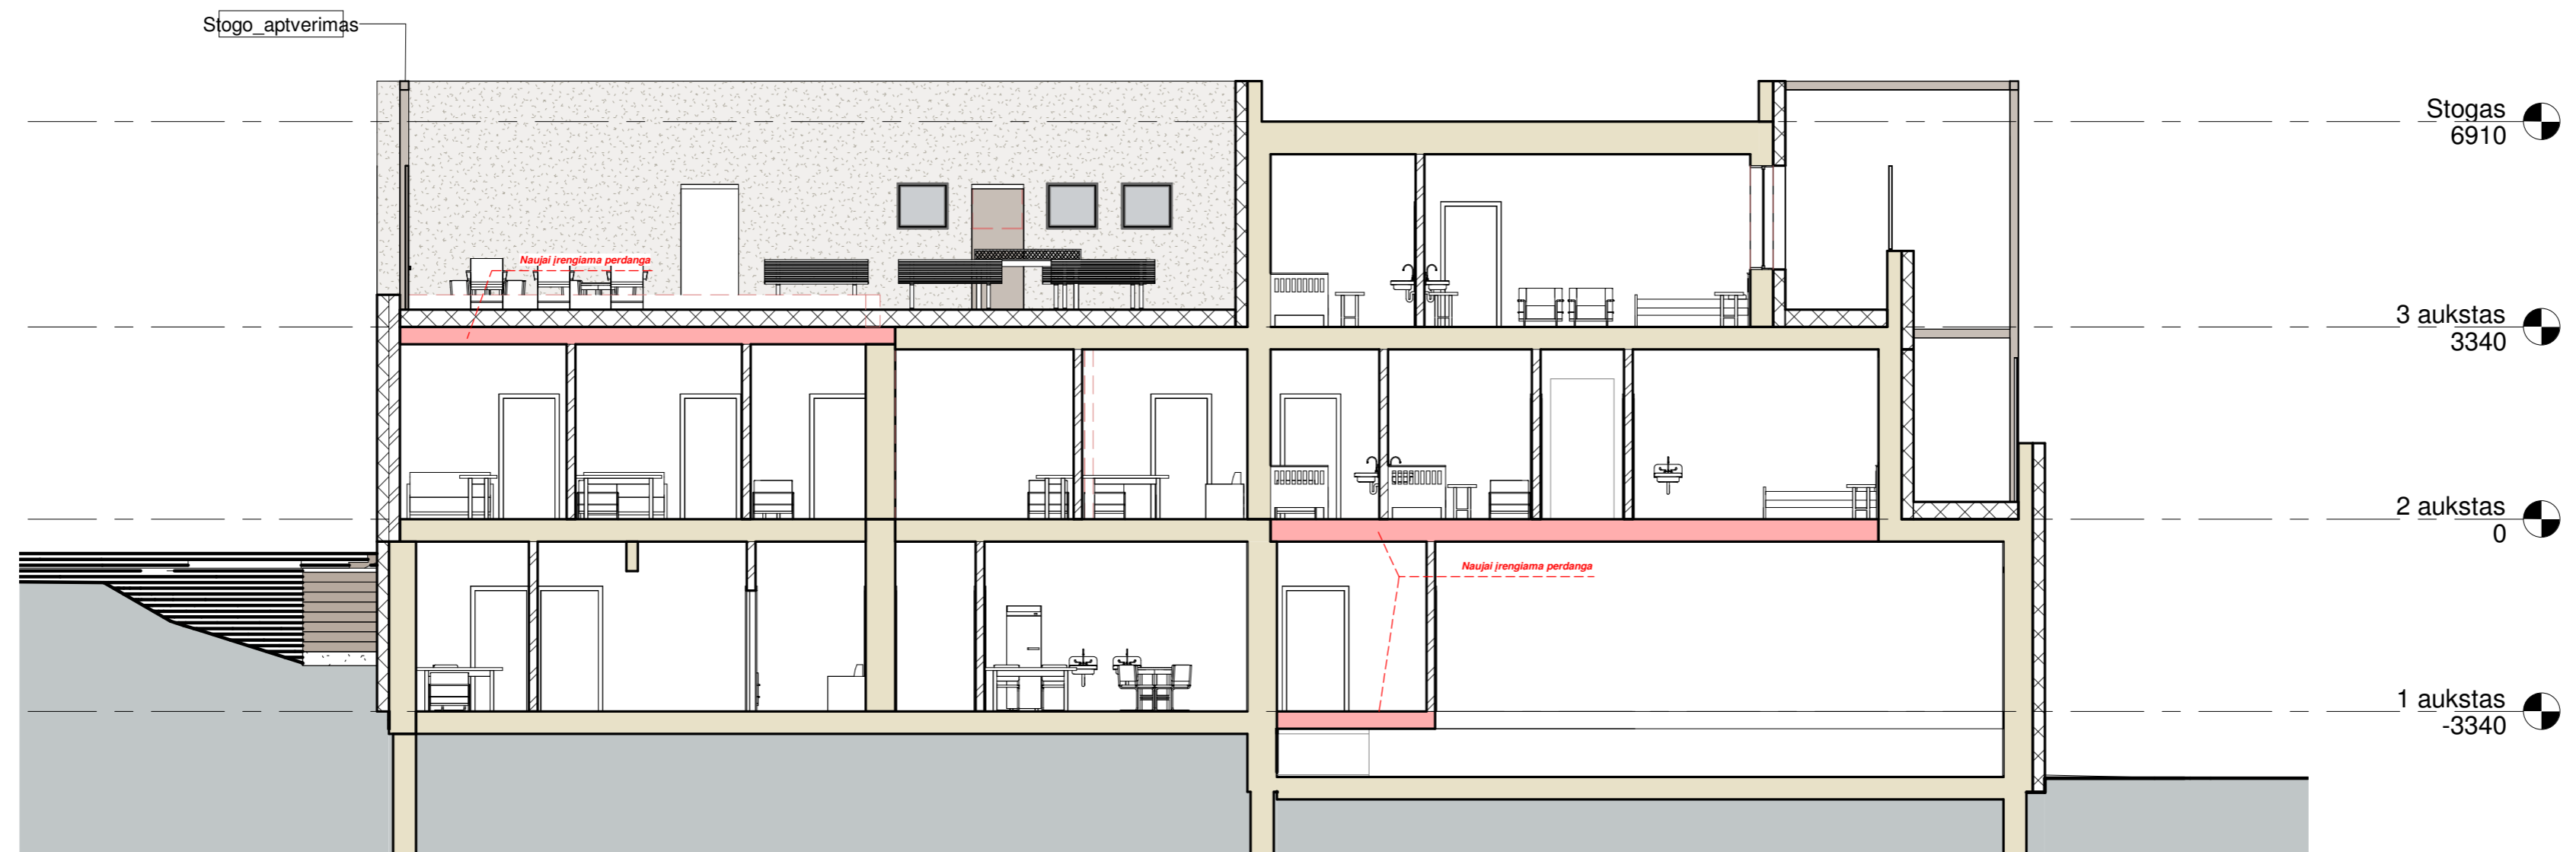 Stogo_aptverimas
Stogas
6910
Naujai įrengiama perdanga
3 aukstas
3340
2 aukstas
0
Naujai įrengiama perdanga
1 aukstas
-3340